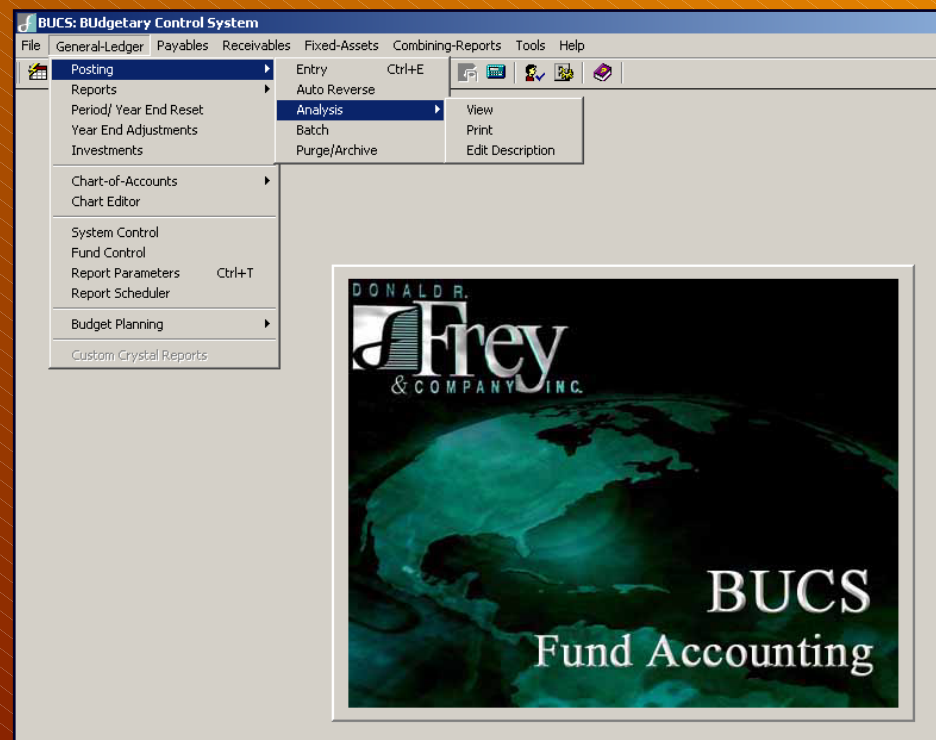 BUCS: BUdgetary Control System
File General-Ledger Payables Receivables Fixed-Assets Combining-Reports Tools Help
Posting
Reports
Period/ Year End Reset
Year End Adjustments
Investments
Chart-of-Accounts
Chart Editor
System Control
Fund Control
Report Parameters Ctrl+T
Report Scheduler
Budget Planning
Custom Crystal Reports
Entry Ctrl+E
Auto Reverse
Analysis
Batch
Purge/Archive
View
Print
Edit Description
DONALD R.
Frey
& COMPANY INC.
BUCS
Fund Accounting